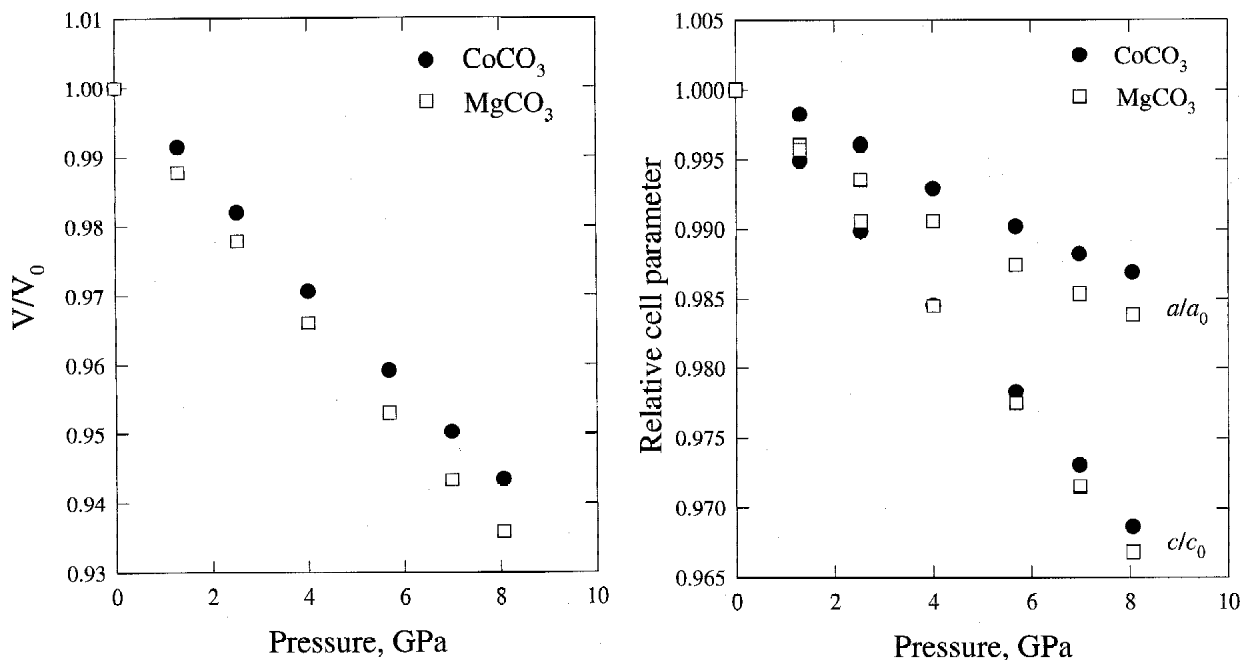 1.01
1.00
0.99
0.98
0.97
0.96
0.95
0.94
0.93
V/V₀
CoCO₃
MgCO₃
0 2 4 6 8 10
Pressure, GPa
1.005
1.000
0.995
0.990
0.985
0.980
0.975
0.970
0.965
Relative cell parameter
CoCO₃
MgCO₃
a/a₀
c/c₀
0 2 4 6 8 10
Pressure, GPa